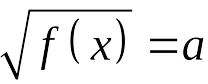 √f(x) = a